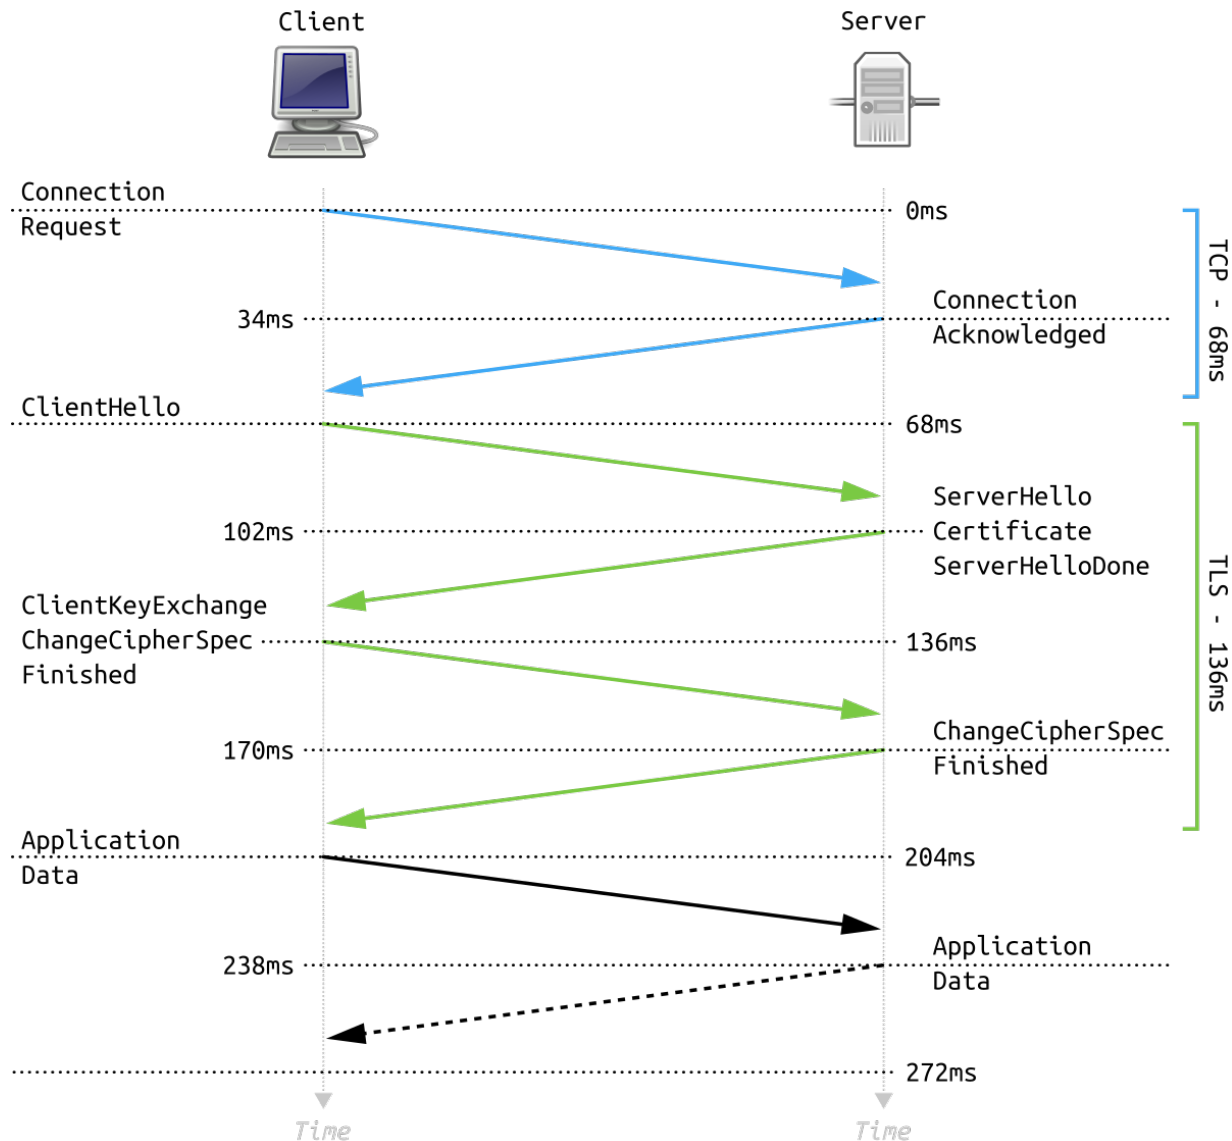 Client
Server
Connection
Request
0ms
34ms
Connection
Acknowledged
TCP - 68ms
ClientHello
68ms
102ms
ServerHello
Certificate
ServerHelloDone
ClientKeyExchange
ChangeCipherSpec
Finished
136ms
TLS - 136ms
170ms
ChangeCipherSpec
Finished
Application
Data
204ms
238ms
Application
Data
272ms
Time
Time